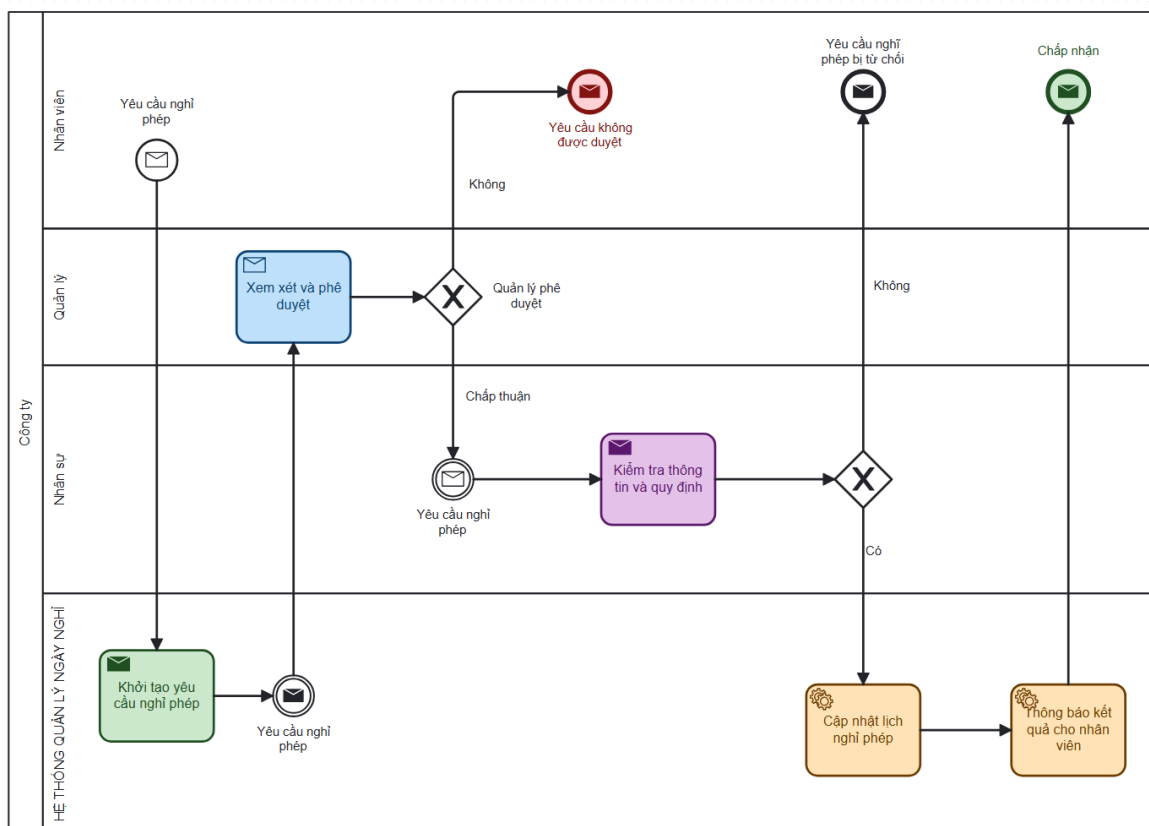 Công ty
Nhân viên
Yêu cầu nghỉ
phép
Yêu cầu không
được duyệt
Yêu cầu nghĩ
phép bị từ chối
Chấp nhận
Không
Quản lý
Xem xét và phê
duyệt
Quản lý phê
duyệt
Không
Nhân sự
Chấp thuận
Yêu cầu nghỉ
phép
Kiểm tra thông
tin và quy định
Có
HỆ THỐNG QUẢN LÝ NGÀY NGHỈ
Khởi tạo yêu
cầu nghỉ phép
Yêu cầu nghỉ
phép
Cập nhật lịch
nghỉ phép
Thông báo kết
quả cho nhân
viên